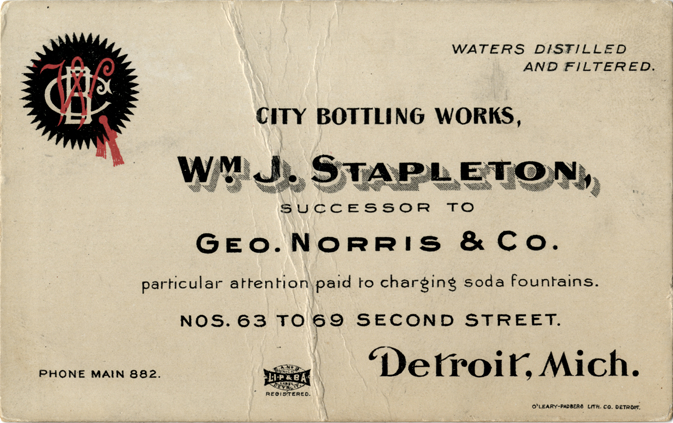 WATERS DISTILLED
AND FILTERED.
CITY BOTTLING WORKS,
WM. J. STAPLETON,
SUCCESSOR TO
GEO. NORRIS & CO.
particular attention paid to charging soda fountains.
NOS. 63 TO 69 SECOND STREET.
PHONE MAIN 882.
REGISTERED.
Detroit, Mich.
O'LEARY-PADBERG LITH. CO. DETROIT.